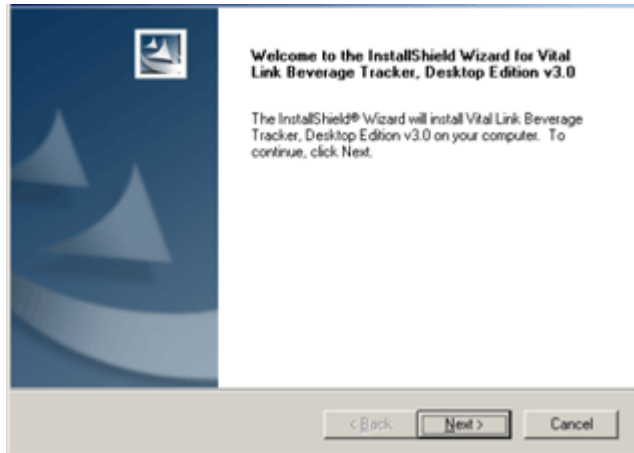 Welcome to the InstallShield Wizard for Vital
Link Beverage Tracker, Desktop Edition v3.0
The InstallShield® Wizard will install Vital Link Beverage
Tracker, Desktop Edition v3.0 on your computer. To
continue, click Next.
< Back Next > Cancel